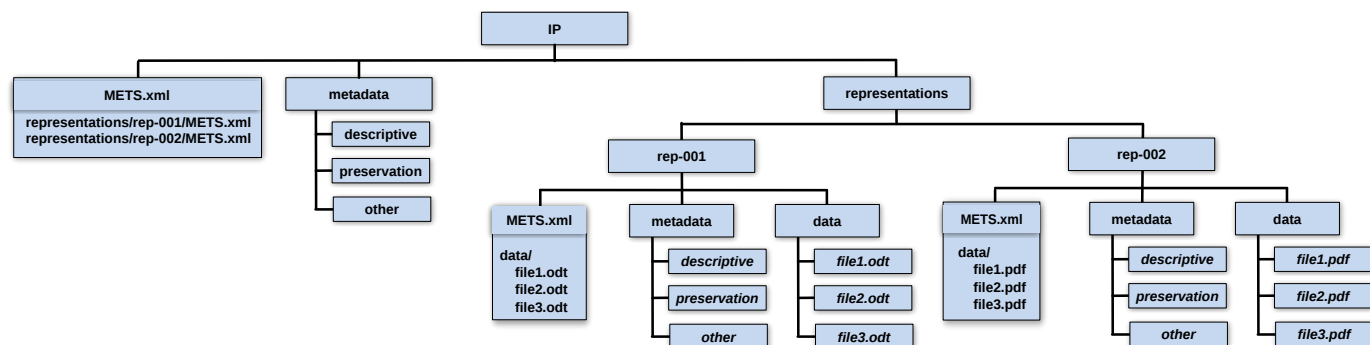 IP
METS.xml
representations/rep-001/METS.xml
representations/rep-002/METS.xml
metadata
descriptive
preservation
other
representations
rep-001
METS.xml
data/
file1.odt
file2.odt
file3.odt
metadata
descriptive
preservation
other
data
file1.odt
file2.odt
file3.odt
rep-002
METS.xml
data/
file1.pdf
file2.pdf
file3.pdf
metadata
descriptive
preservation
other
data
file1.pdf
file2.pdf
file3.pdf